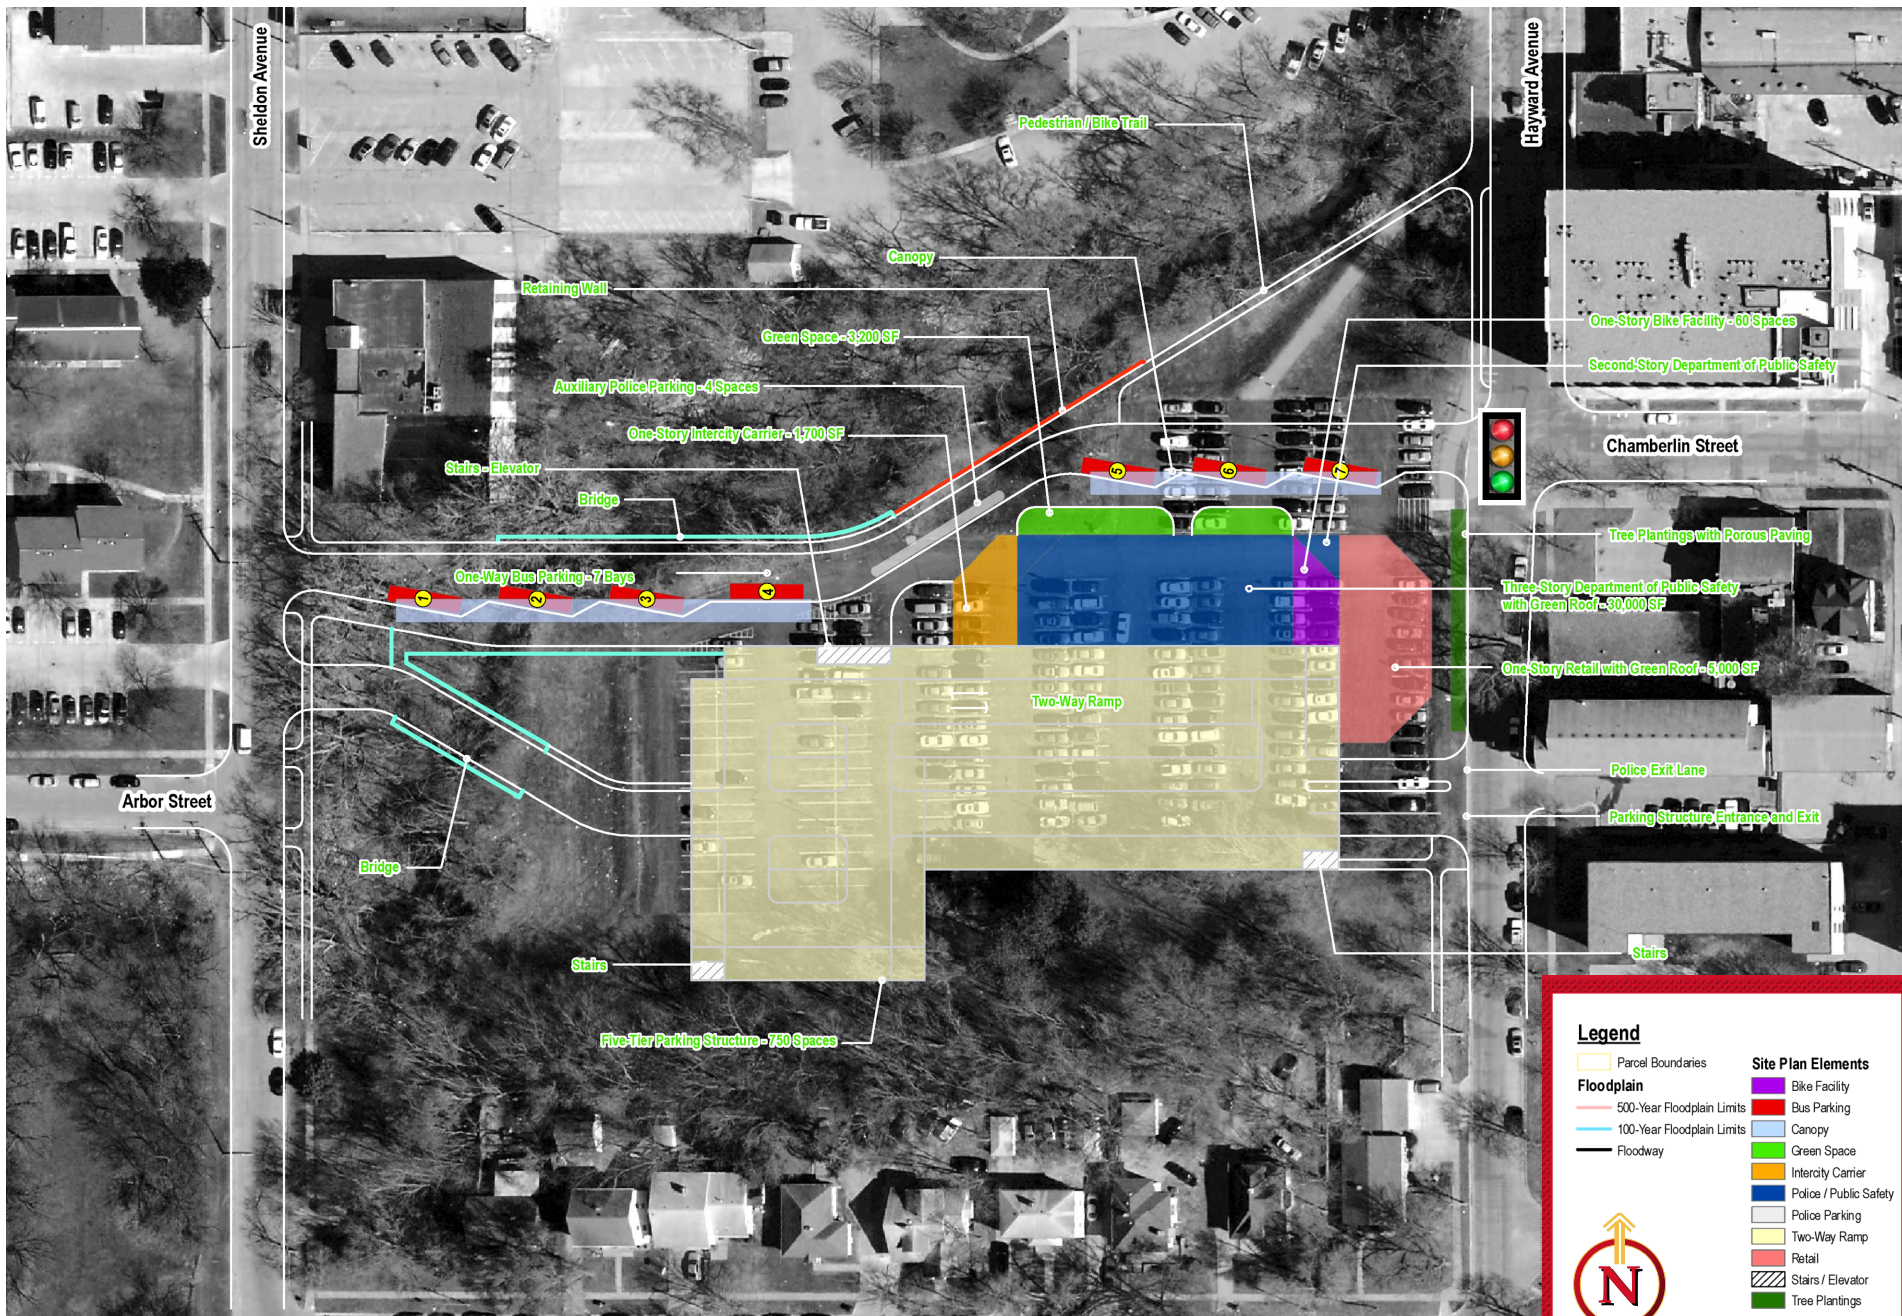 Sheldon Avenue
Hayward Avenue
Pedestrian / Bike Trail
Canopy
Retaining Wall
Green Space - 3,200 SF
One-Story Bike Facility - 60 Spaces
Second-Story Department of Public Safety
Auxiliary Police Parking - 4 Spaces
One-Story Intercity Carrier - 1,700 SF
Chamberlin Street
Stairs - Elevator
5
6
7
Bridge
Tree Plantings with Porous Paving
One-Way Bus Parking - 7 Bays
1
2
3
4
Three-Story Department of Public Safety
with Green Roof - 30,000 SF
One-Story Retail with Green Roof - 5,000 SF
Two-Way Ramp
Police Exit Lane
Arbor Street
Parking Structure Entrance and Exit
Bridge
Stairs
Stairs
Five-Tier Parking Structure - 750 Spaces
Legend
Parcel Boundaries
Floodplain
500-Year Floodplain Limits
100-Year Floodplain Limits
Floodway
Site Plan Elements
Bike Facility
Bus Parking
Canopy
Green Space
Intercity Carrier
Police / Public Safety
Police Parking
Two-Way Ramp
Retail
Stairs / Elevator
Tree Plantings
N